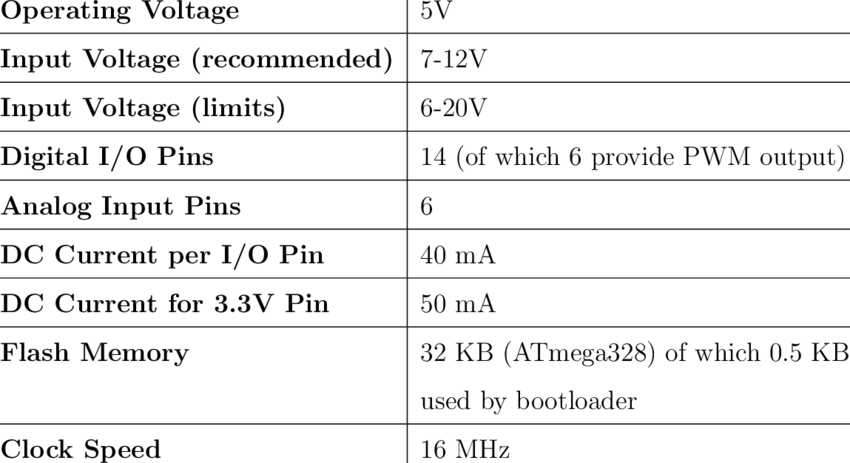 Operating Voltage 5V
Input Voltage (recommended) 7-12V
Input Voltage (limits) 6-20V
Digital I/O Pins 14 (of which 6 provide PWM output)
Analog Input Pins 6
DC Current per I/O Pin 40 mA
DC Current for 3.3V Pin 50 mA
Flash Memory 32 KB (ATmega328) of which 0.5 KB
used by bootloader
Clock Speed 16 MHz